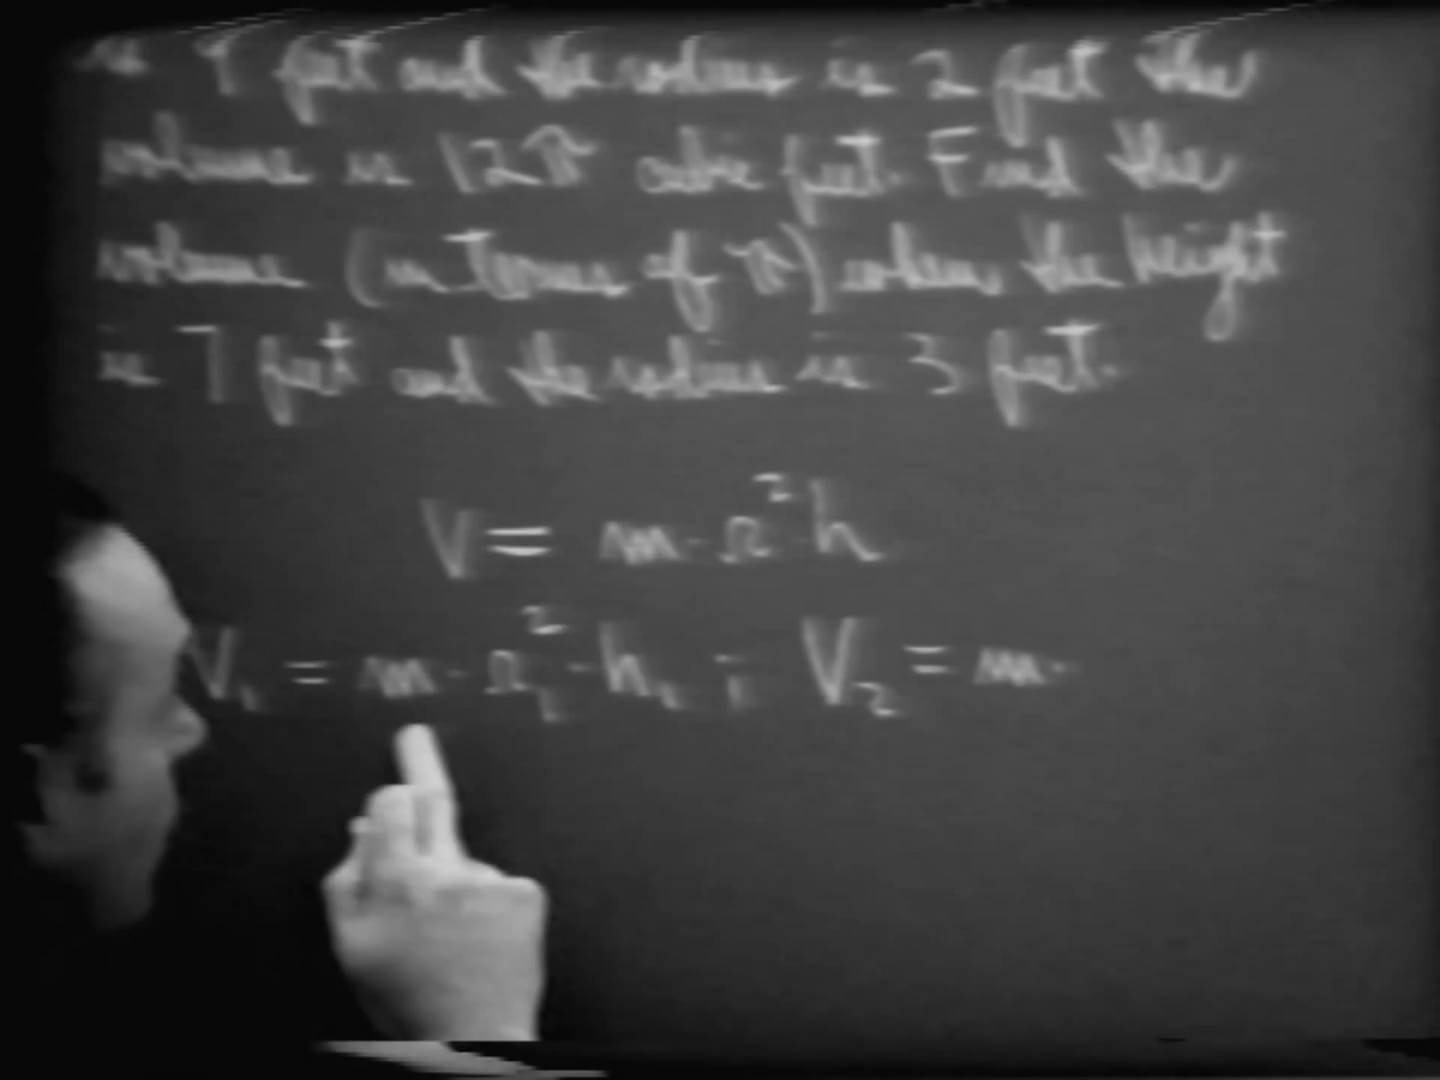 is 9 feet and the radius is 2 feet the
volume is 12π cubic feet. Find the
volume (in terms of π) when the height
is 7 feet and the radius is 3 feet.
V = m · r² · h
V₁ = m · r₁² · h₁ ; V₂ = m ·